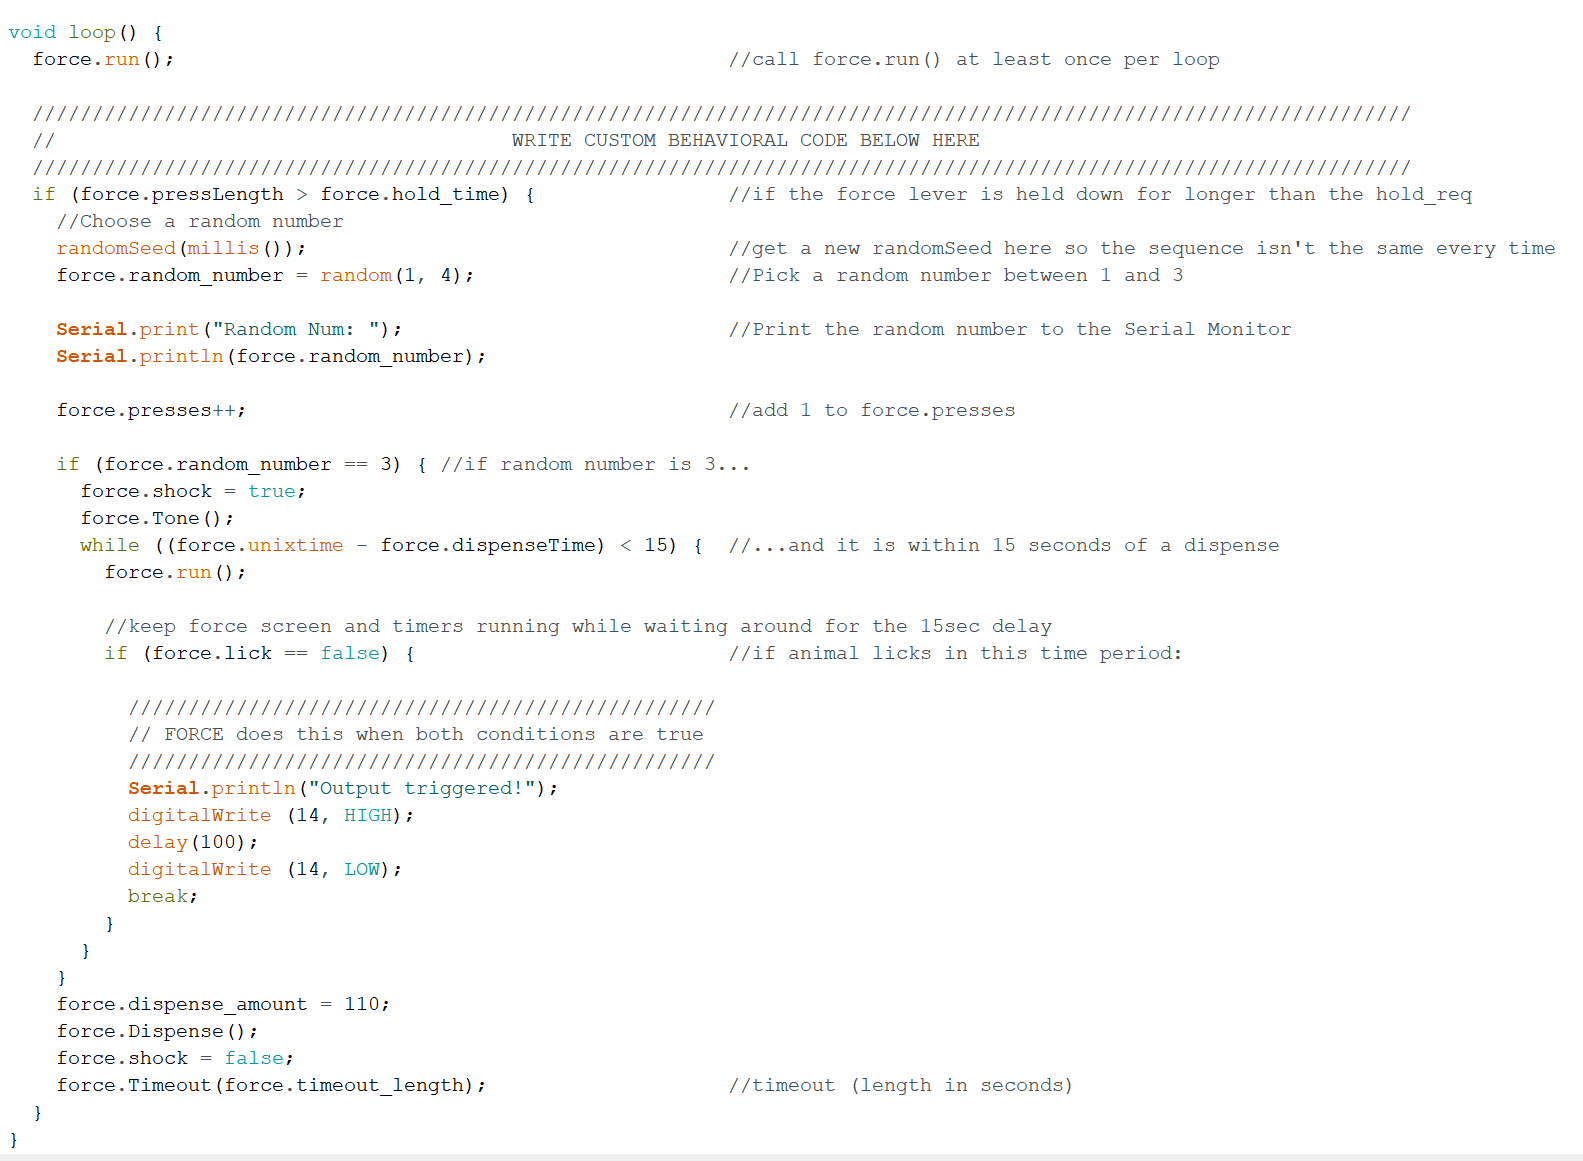 void loop() {
force.run(); //call force.run() at least once per loop
///////////////////////////////////////////////////////////////////////////////////////////////////////////////////
// WRITE CUSTOM BEHAVIORAL CODE BELOW HERE
///////////////////////////////////////////////////////////////////////////////////////////////////////////////////
if (force.pressLength > force.hold_time) { //if the force lever is held down for longer than the hold_req
//Choose a random number
randomSeed(millis()); //get a new randomSeed here so the sequence isn't the same every time
force.random_number = random(1, 4); //Pick a random number between 1 and 3
Serial.print("Random Num: "); //Print the random number to the Serial Monitor
Serial.println(force.random_number);
force.presses++; //add 1 to force.presses
if (force.random_number == 3) { //if random number is 3...
force.shock = true;
force.Tone();
while ((force.unixtime - force.dispenseTime) < 15) { //...and it is within 15 seconds of a dispense
force.run();
//keep force screen and timers running while waiting around for the 15sec delay
if (force.lick == false) { //if animal licks in this time period:
/////////////////////////////////////////////////
// FORCE does this when both conditions are true
/////////////////////////////////////////////////
Serial.println("Output triggered!");
digitalWrite (14, HIGH);
delay(100);
digitalWrite (14, LOW);
break;
}
}
}
force.dispense_amount = 110;
force.Dispense();
force.shock = false;
force.Timeout(force.timeout_length); //timeout (length in seconds)
}
}